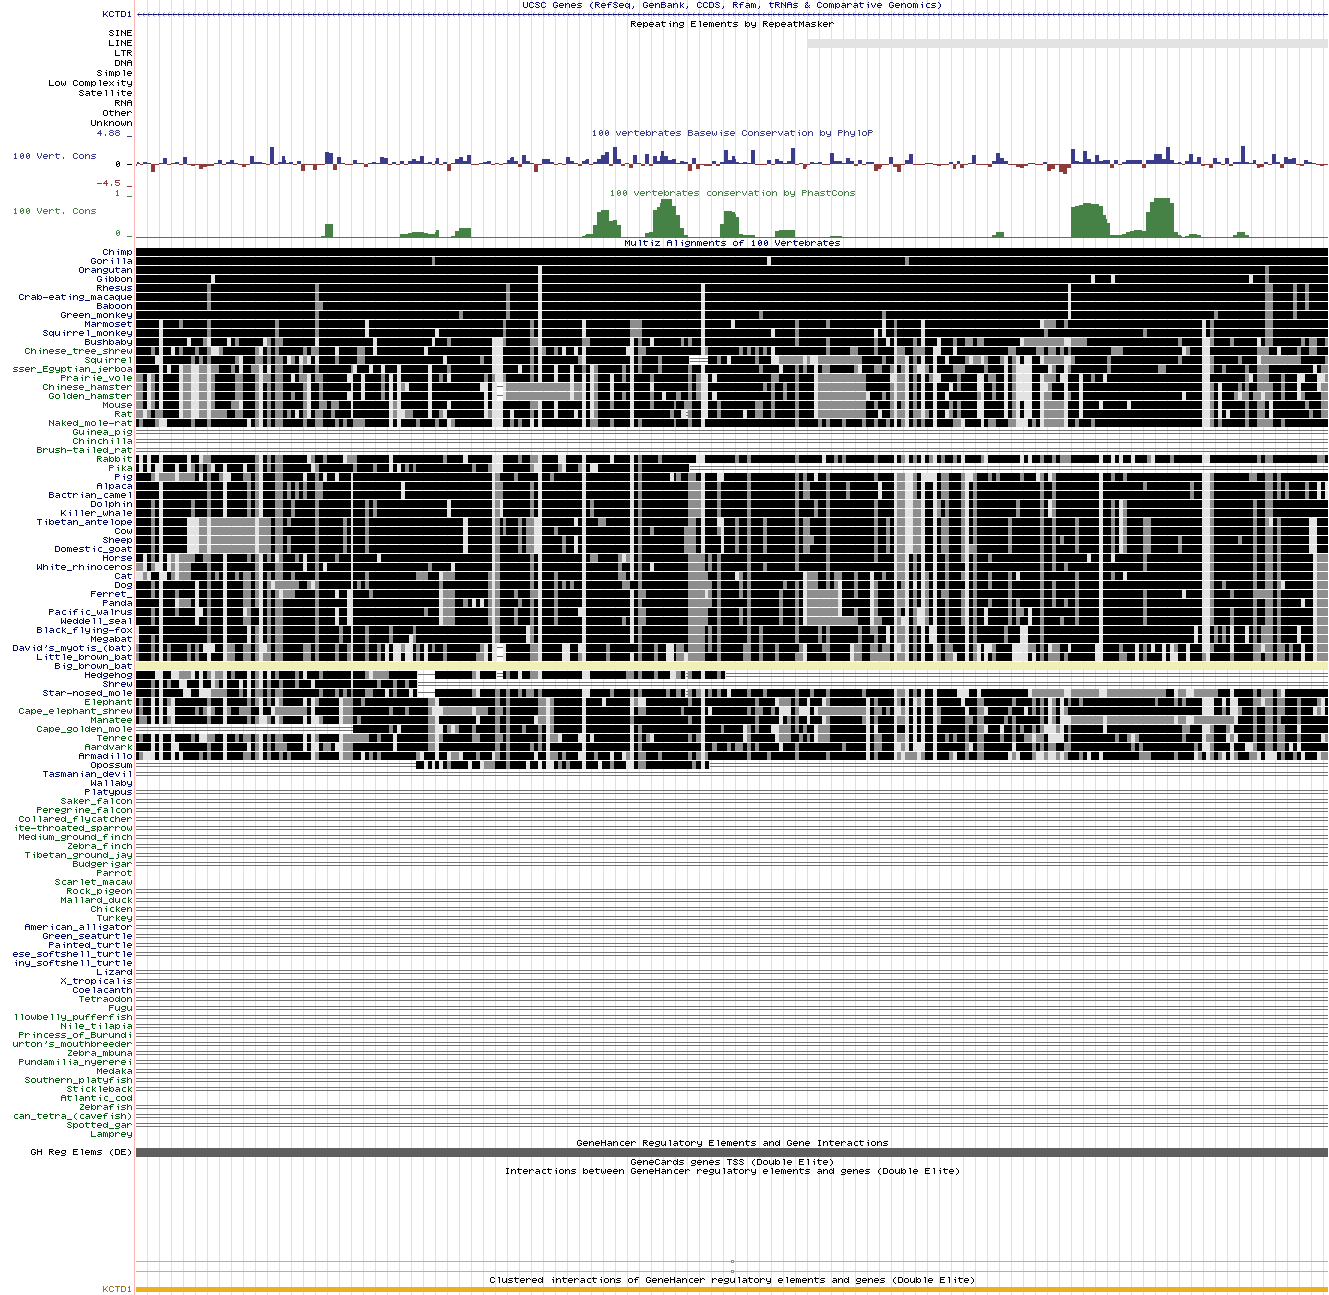 UCSC Genes (RefSeq, GenBank, CCDS, Rfam, tRNAs & Comparative Genomics)
KCTD1
Repeating Elements by RepeatMasker
SINE
LINE
LTR
DNA
Simple
Low Complexity
Satellite
RNA
Other
Unknown
4.88 _
100 vertebrates Basewise Conservation by PhyloP
100 Vert. Cons
0 _
-4.5 _
1 _
100 vertebrates conservation by PhastCons
100 Vert. Cons
0 _
Multiz Alignments of 100 Vertebrates
Chimp
Gorilla
Orangutan
Gibbon
Rhesus
Crab-eating_macaque
Baboon
Green_monkey
Marmoset
Squirrel_monkey
Bushbaby
Chinese_tree_shrew
Squirrel
sser_Egyptian_jerboa
Prairie_vole
Chinese_hamster
Golden_hamster
Mouse
Rat
Naked_mole-rat
Guinea_pig
Chinchilla
Brush-tailed_rat
Rabbit
Pika
Pig
Alpaca
Bactrian_camel
Dolphin
Killer_whale
Tibetan_antelope
Cow
Sheep
Domestic_goat
Horse
White_rhinoceros
Cat
Dog
Ferret_
Panda
Pacific_walrus
Weddell_seal
Black_flying-fox
Megabat
David's_myotis_(bat)
Little_brown_bat
Big_brown_bat
Hedgehog
Shrew
Star-nosed_mole
Elephant
Cape_elephant_shrew
Manatee
Cape_golden_mole
Tenrec
Aardvark
Armadillo
Opossum
Tasmanian_devil
Wallaby
Platypus
Saker_falcon
Peregrine_falcon
Collared_flycatcher
ite-throated_sparrow
Medium_ground_finch
Zebra_finch
Tibetan_ground_jay
Budgerigar
Parrot
Scarlet_macaw
Rock_pigeon
Mallard_duck
Chicken
Turkey
American_alligator
Green_seaturtle
Painted_turtle
ese_softshell_turtle
iny_softshell_turtle
Lizard
X_tropicalis
Coelacanth
Tetraodon
Fugu
llowbelly_pufferfish
Nile_tilapia
Princess_of_Burundi
urton's_mouthbreeder
Zebra_mbuna
Pundamilia_nyererei
Medaka
Southern_platyfish
Stickleback
Atlantic_cod
Zebrafish
can_tetra_(cavefish)
Spotted_gar
Lamprey
GeneHancer Regulatory Elements and Gene Interactions
GH Reg Elems (DE)
GeneCards genes TSS (Double Elite)
Interactions between GeneHancer regulatory elements and genes (Double Elite)
Clustered interactions of GeneHancer regulatory elements and genes (Double Elite)
KCTD1